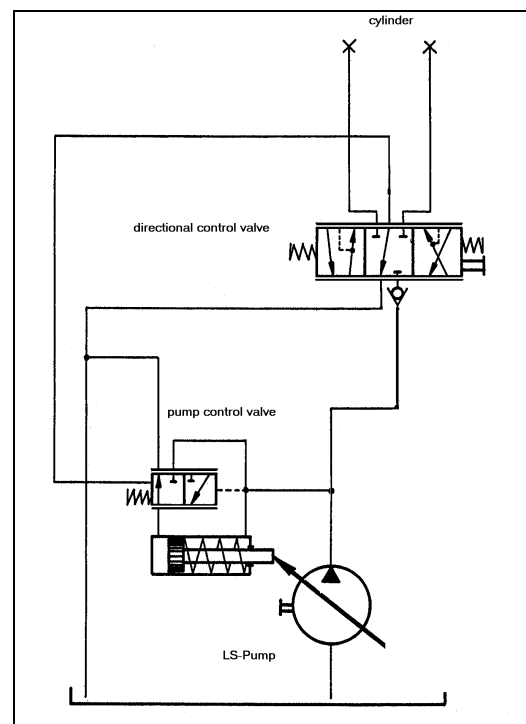 cylinder
directional control valve
pump control valve
LS-Pump